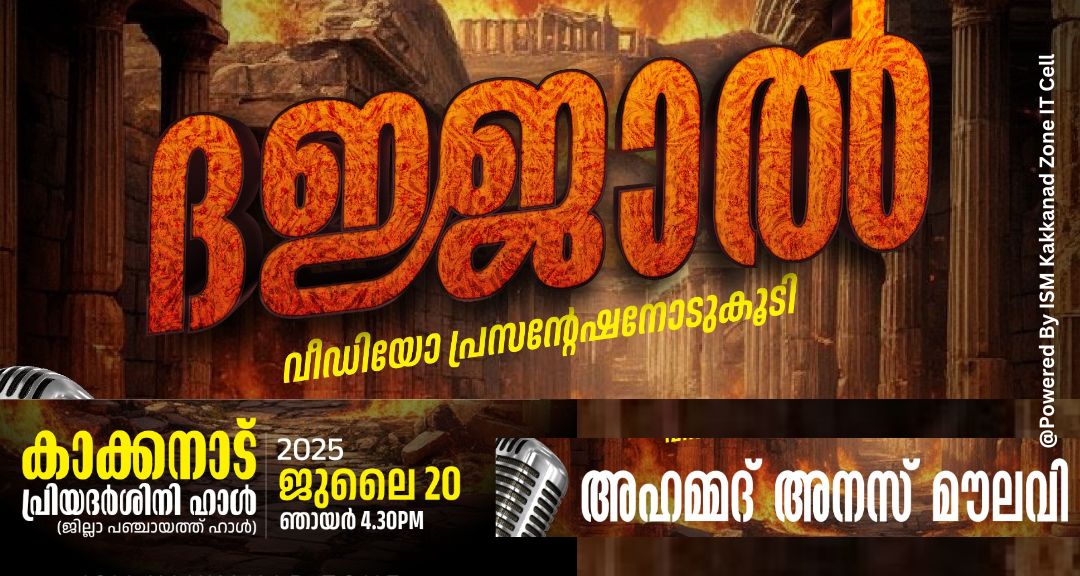 ദജ്ജാൽ
വീഡിയോ പ്രസന്റേഷനോടുകൂടി
കാക്കനാട്
പ്രിയദർശിനി ഹാൾ
(ജില്ലാ പഞ്ചായത്ത് ഹാൾ)
2025
ജുലൈ 20
ഞായർ 4.30PM
അഹമ്മദ് അനസ് മൗലവി
@Powered By ISM Kakkanad Zone IT Cell